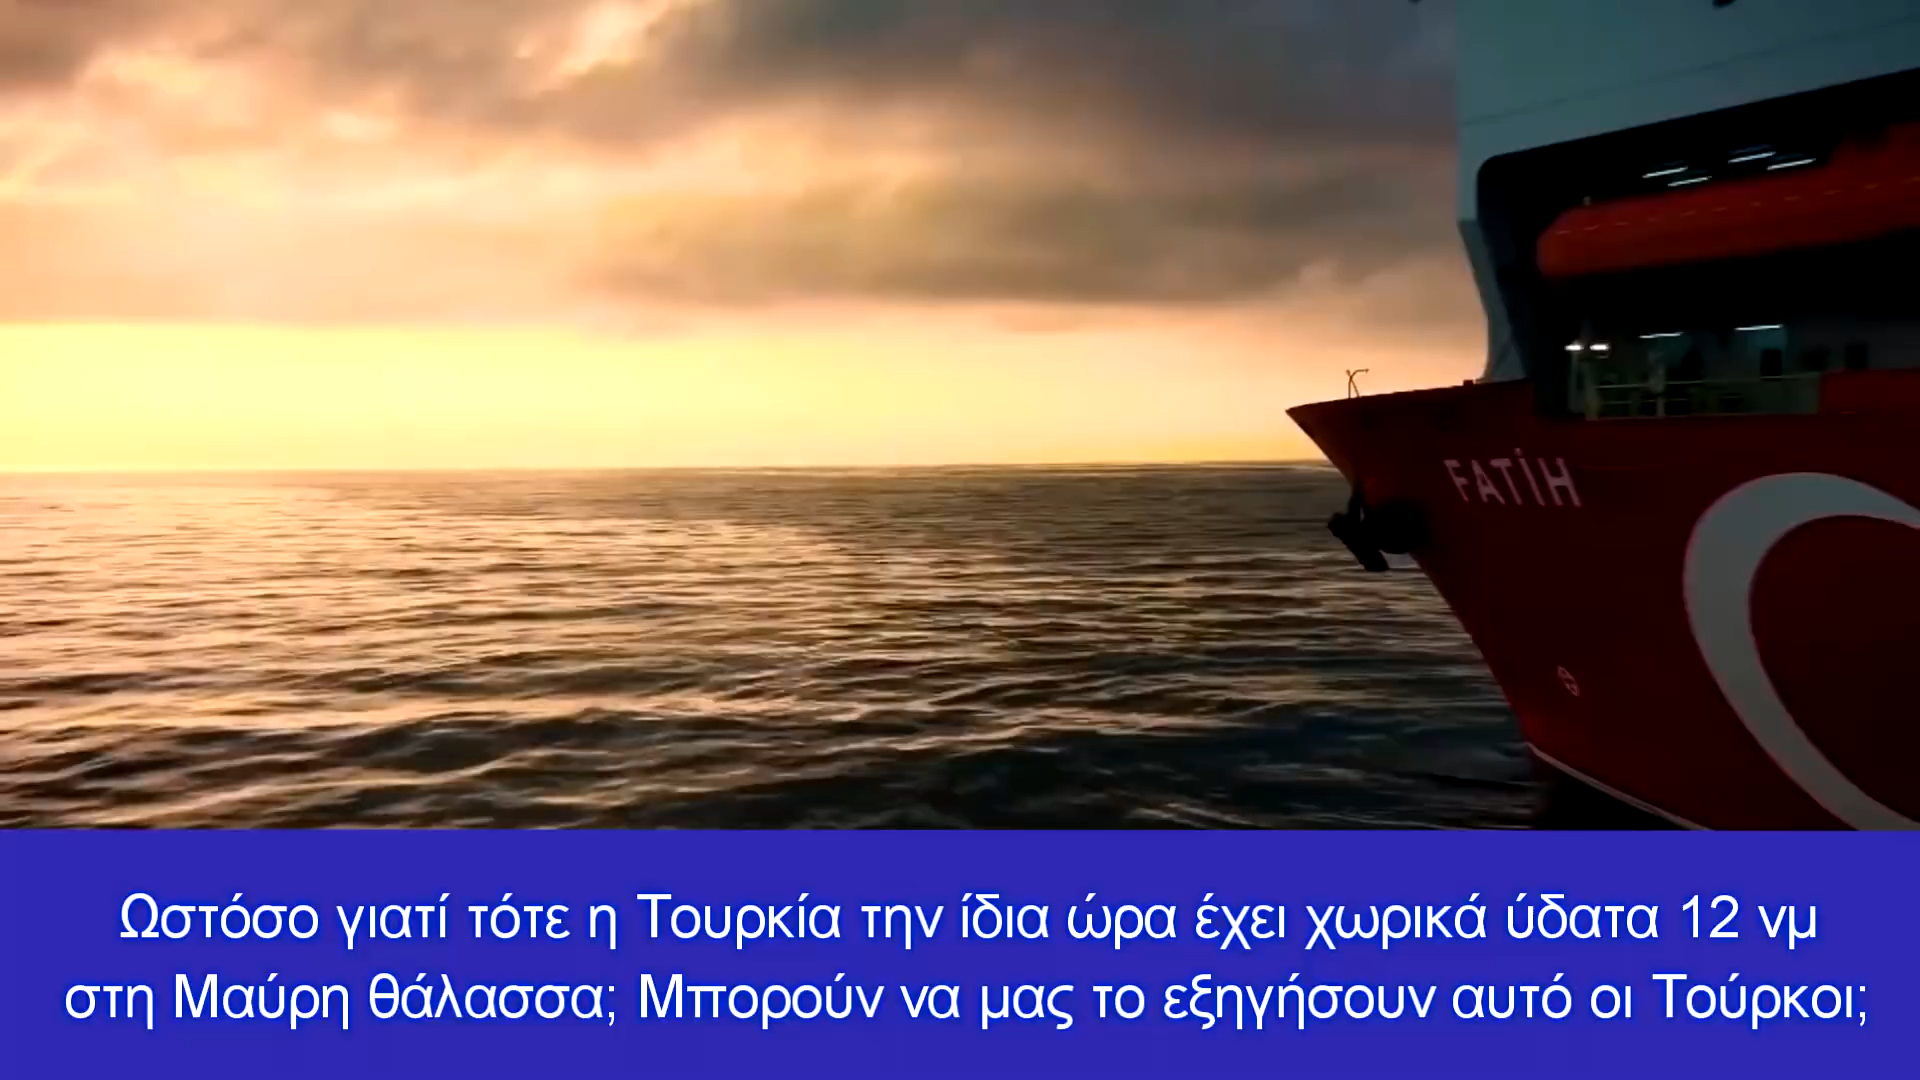 FATİH
Ωστόσο γιατί τότε η Τουρκία την ίδια ώρα έχει χωρικά ύδατα 12 νμ
στη Μαύρη θάλασσα; Μπορούν να μας το εξηγήσουν αυτό οι Τούρκοι;